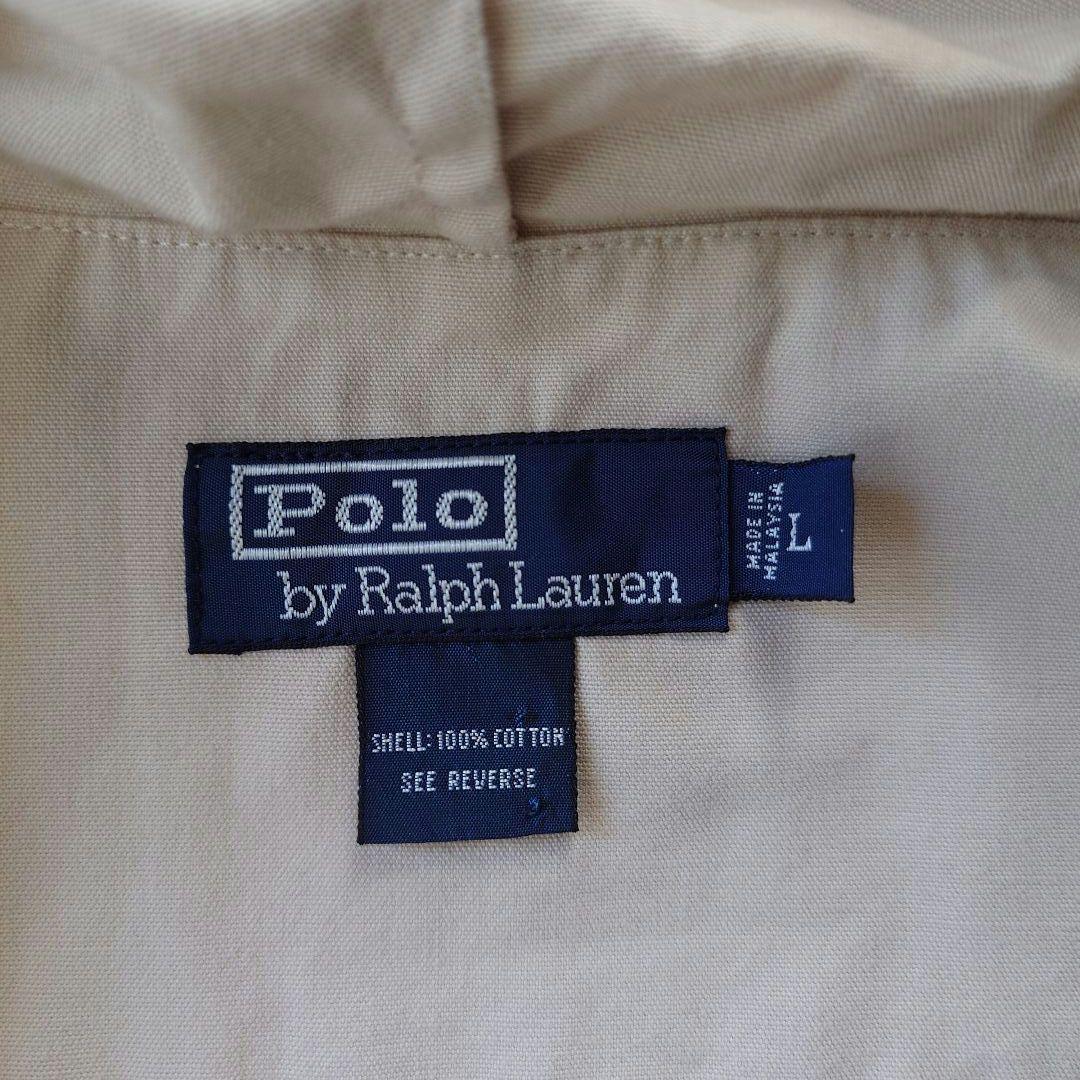 Polo
by Ralph Lauren
MADE IN
MALAYSIA
L
SHELL: 100% COTTON
SEE REVERSE